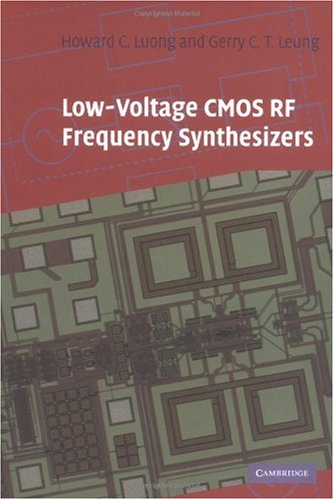 Howard C. Luong and Gerry C. T. Leung
Low-Voltage CMOS RF
Frequency Synthesizers
CAMBRIDGE